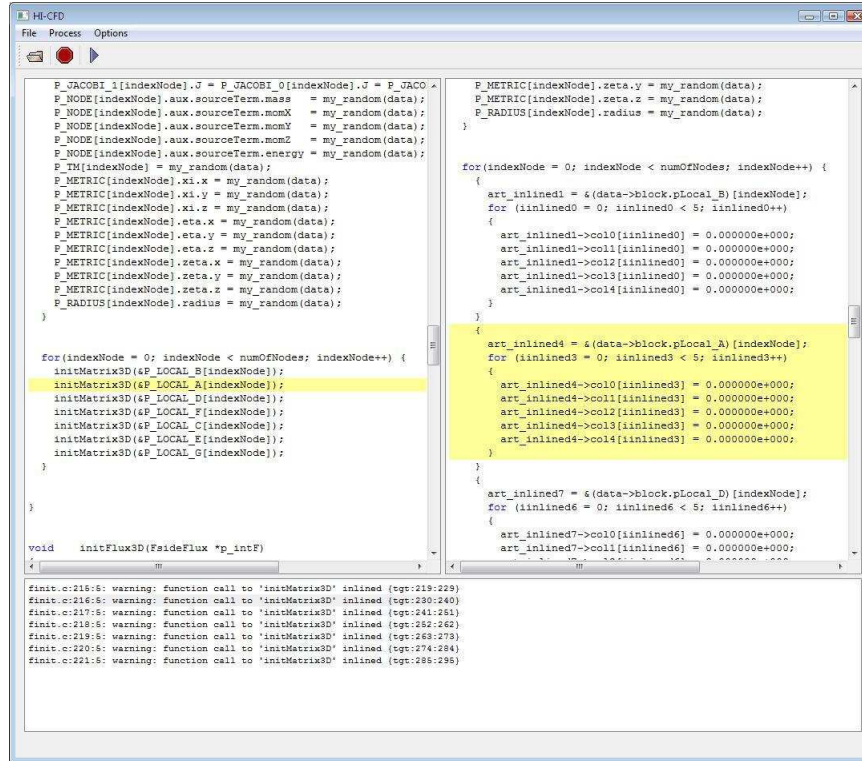 HI-CFD
File Process Options
P_JACOBI_1[indexNode].J = P_JACOBI_0[indexNode].J = P_JACO
P_NODE[indexNode].aux.sourceTerm.mass   = my_random(data);
P_NODE[indexNode].aux.sourceTerm.momX   = my_random(data);
P_NODE[indexNode].aux.sourceTerm.momY   = my_random(data);
P_NODE[indexNode].aux.sourceTerm.momZ   = my_random(data);
P_NODE[indexNode].aux.sourceTerm.energy = my_random(data);
P_TM[indexNode] = my_random(data);
P_METRIC[indexNode].xi.x = my_random(data);
P_METRIC[indexNode].xi.y = my_random(data);
P_METRIC[indexNode].xi.z = my_random(data);
P_METRIC[indexNode].eta.x = my_random(data);
P_METRIC[indexNode].eta.y = my_random(data);
P_METRIC[indexNode].eta.z = my_random(data);
P_METRIC[indexNode].zeta.x = my_random(data);
P_METRIC[indexNode].zeta.y = my_random(data);
P_METRIC[indexNode].zeta.z = my_random(data);
P_RADIUS[indexNode].radius = my_random(data);
}
for(indexNode = 0; indexNode < numOfNodes; indexNode++) {
initMatrix3D(&P_LOCAL_B[indexNode]);
initMatrix3D(&P_LOCAL_A[indexNode]);
initMatrix3D(&P_LOCAL_D[indexNode]);
initMatrix3D(&P_LOCAL_F[indexNode]);
initMatrix3D(&P_LOCAL_C[indexNode]);
initMatrix3D(&P_LOCAL_E[indexNode]);
initMatrix3D(&P_LOCAL_G[indexNode]);
}
}
void    initFlux3D(FsideFlux *p_intF)
P_METRIC[indexNode].zeta.y = my_random(data);
P_METRIC[indexNode].zeta.z = my_random(data);
P_RADIUS[indexNode].radius = my_random(data);
}
for(indexNode = 0; indexNode < numOfNodes; indexNode++) {
{
art_inlined1 = &(data->block.pLocal_B)[indexNode];
for (iinlined0 = 0; iinlined0 < 5; iinlined0++)
{
art_inlined1->col0[iinlined0] = 0.000000e+000;
art_inlined1->col1[iinlined0] = 0.000000e+000;
art_inlined1->col2[iinlined0] = 0.000000e+000;
art_inlined1->col3[iinlined0] = 0.000000e+000;
art_inlined1->col4[iinlined0] = 0.000000e+000;
}
}
{
art_inlined4 = &(data->block.pLocal_A)[indexNode];
for (iinlined3 = 0; iinlined3 < 5; iinlined3++)
{
art_inlined4->col0[iinlined3] = 0.000000e+000;
art_inlined4->col1[iinlined3] = 0.000000e+000;
art_inlined4->col2[iinlined3] = 0.000000e+000;
art_inlined4->col3[iinlined3] = 0.000000e+000;
art_inlined4->col4[iinlined3] = 0.000000e+000;
}
}
{
art_inlined7 = &(data->block.pLocal_D)[indexNode];
for (iinlined6 = 0; iinlined6 < 5; iinlined6++)
{
art_inlined7->col0[iinlined6] = 0.000000e+000;
art_inlined7->col1[iinlined6] = 0.000000e+000;
finit.c:215:5: warning: function call to 'initMatrix3D' inlined {tgt:219:229}
finit.c:216:5: warning: function call to 'initMatrix3D' inlined {tgt:230:240}
finit.c:217:5: warning: function call to 'initMatrix3D' inlined {tgt:241:251}
finit.c:218:5: warning: function call to 'initMatrix3D' inlined {tgt:252:262}
finit.c:219:5: warning: function call to 'initMatrix3D' inlined {tgt:263:273}
finit.c:220:5: warning: function call to 'initMatrix3D' inlined {tgt:274:284}
finit.c:221:5: warning: function call to 'initMatrix3D' inlined {tgt:285:295}